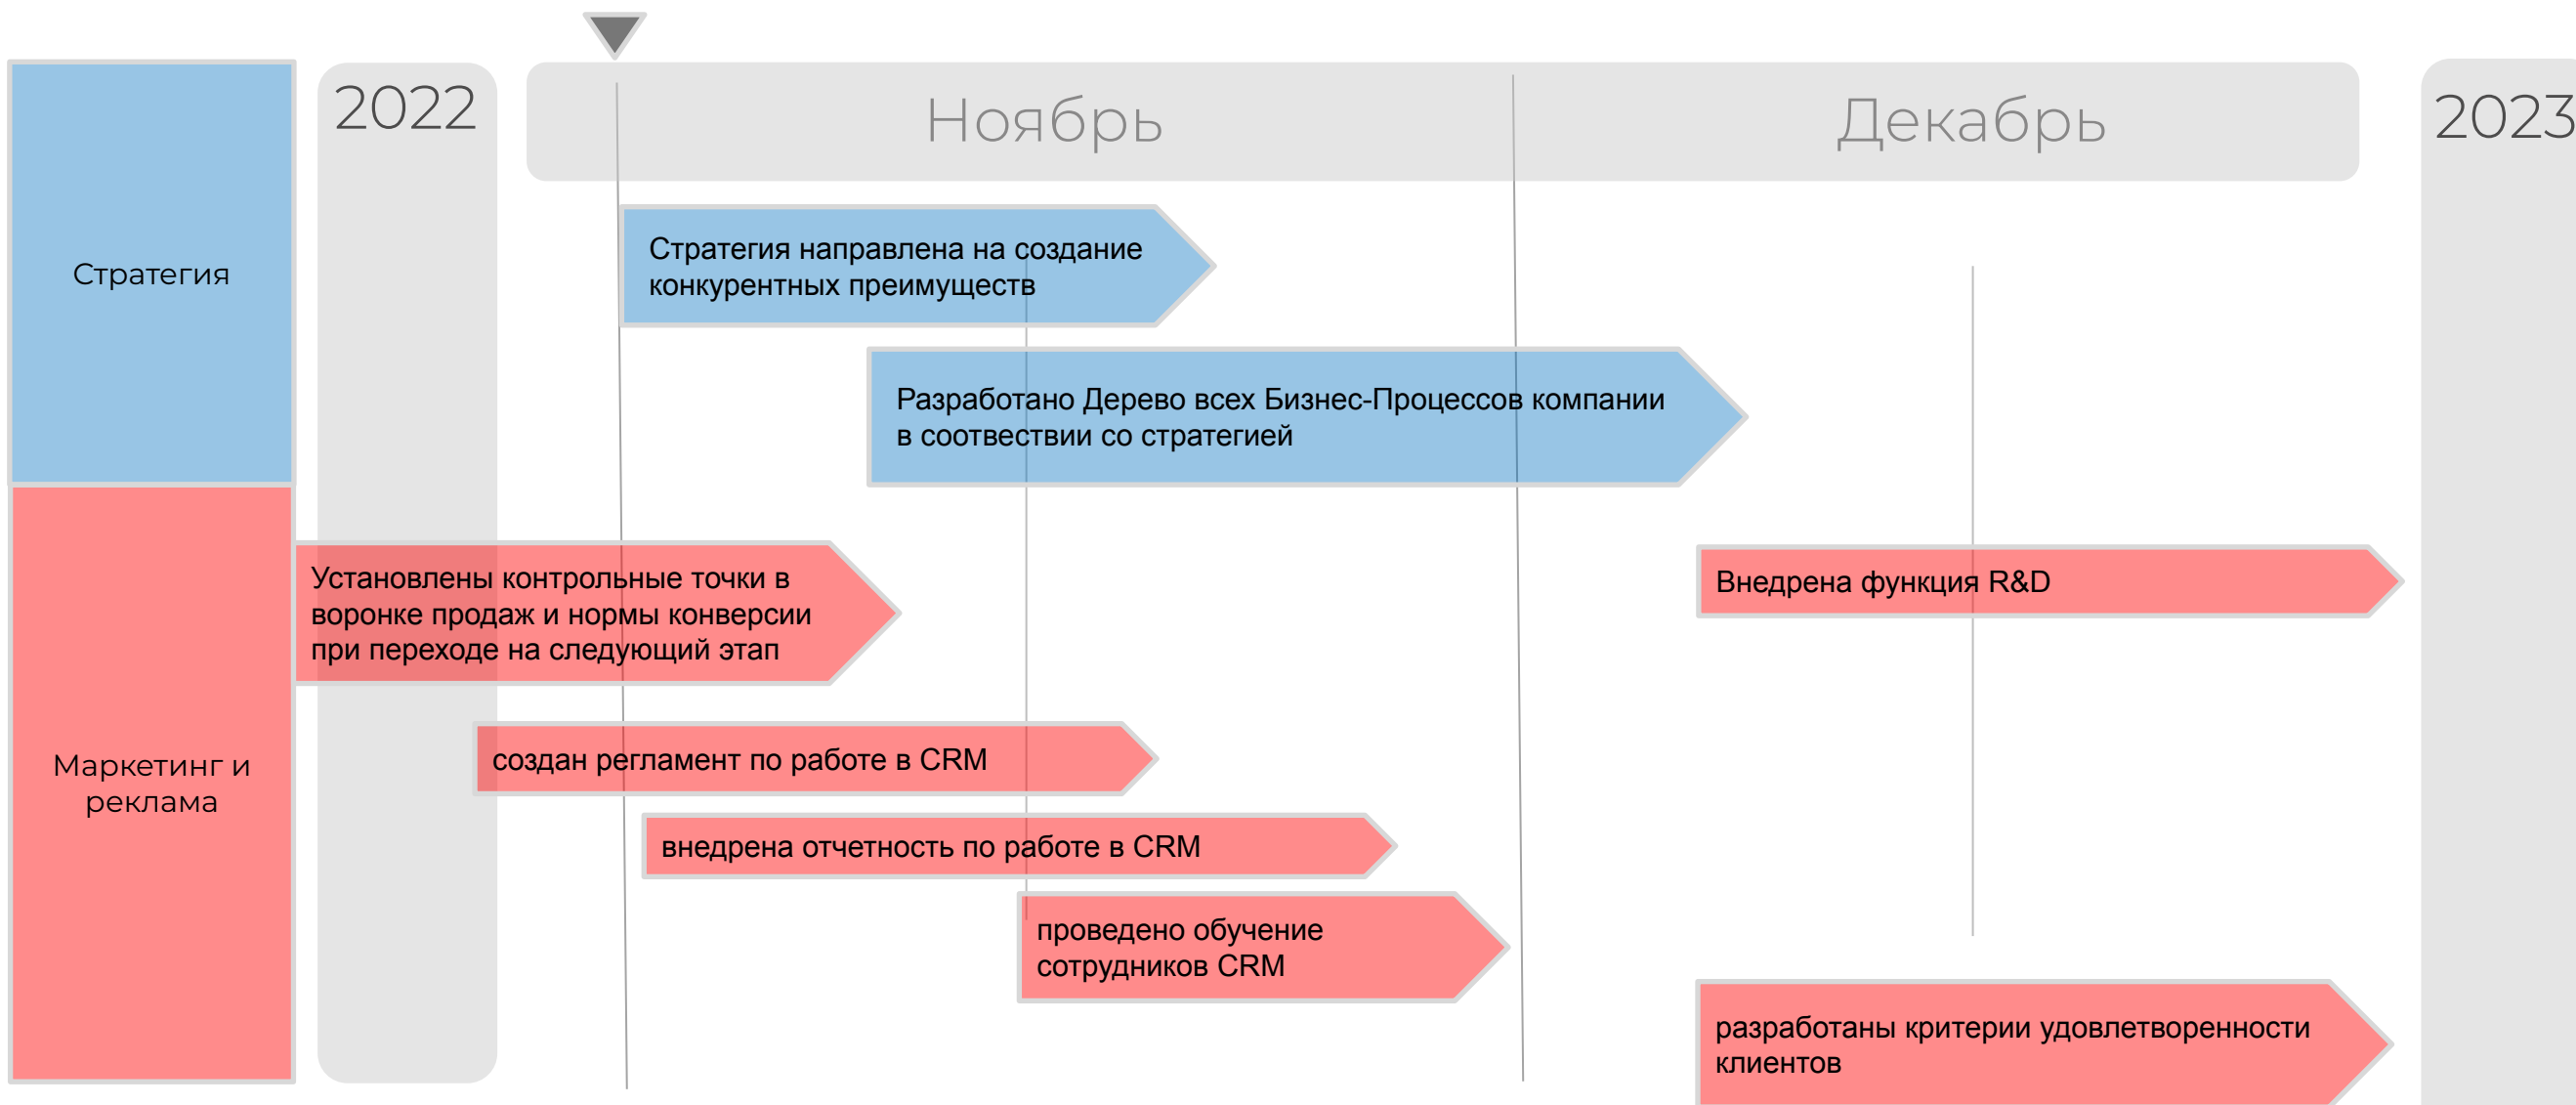 2022
Ноябрь
Декабрь
2023
Стратегия
Стратегия направлена на создание
конкурентных преимуществ
Разработано Дерево всех Бизнес-Процессов компании
в соотвествии со стратегией
Маркетинг и
реклама
Установлены контрольные точки в
воронке продаж и нормы конверсии
при переходе на следующий этап
Внедрена функция R&D
создан регламент по работе в CRM
внедрена отчетность по работе в CRM
проведено обучение
сотрудников CRM
разработаны критерии удовлетворенности
клиентов